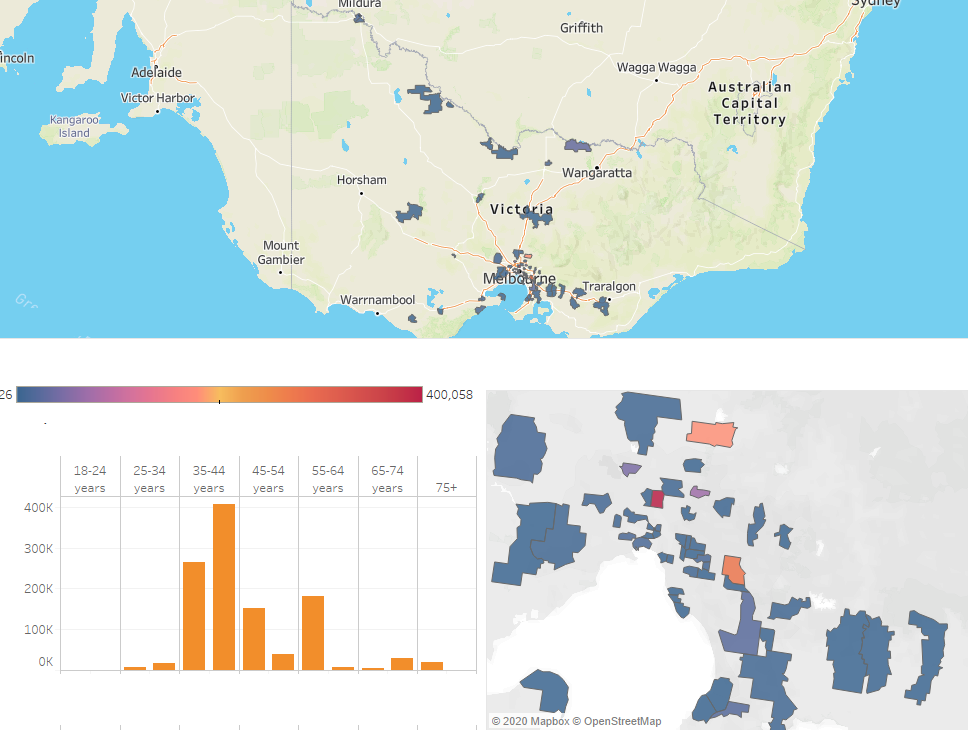 Mildura
Sydney
Griffith
incoln
Wagga Wagga
Adelaide
Australian
Capital
Territory
Victor Harbor
Kangaroo
Island
Wangaratta
Horsham
Victoria
Mount
Gambier
Melbourne
Traralgon
Warrnambool
Gre
26
400,058
18-24
years
25-34
years
35-44
years
45-54
years
55-64
years
65-74
years
75+
400K
300K
200K
100K
0K
© 2020 Mapbox © OpenStreetMap